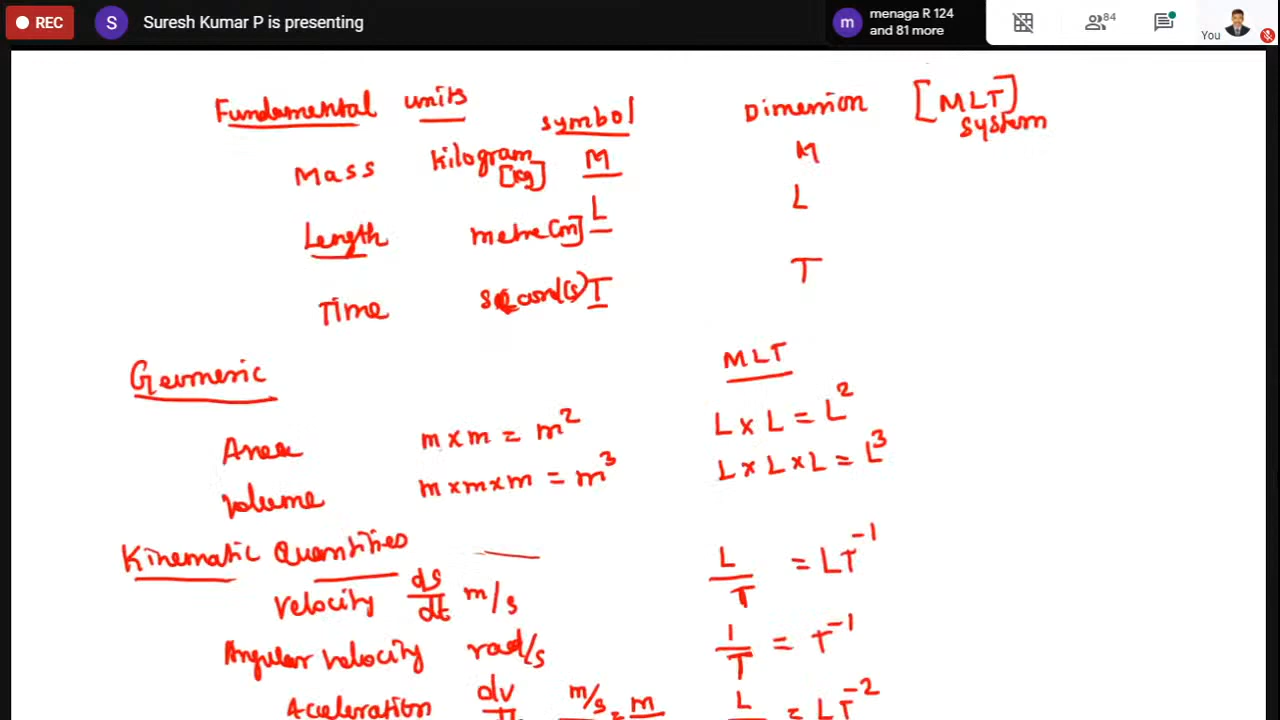 REC S Suresh Kumar P is presenting m menaga R 124 and 81 more 84 You
Fundamental units symbol Dimension [MLT] system
Mass kilogram [kg] M M
Length metre [m] L L
Time second(s) T T
Geomeric MLT
Area m×m = m² L×L = L²
Volume m×m×m = m³ L×L×L = L³
Kinematic Quantities
Velocity ds/dt m/s L/T = LT⁻¹
Angular velocity rad/s 1/T = T⁻¹
Acceleration dv m/s = m L = LT⁻²